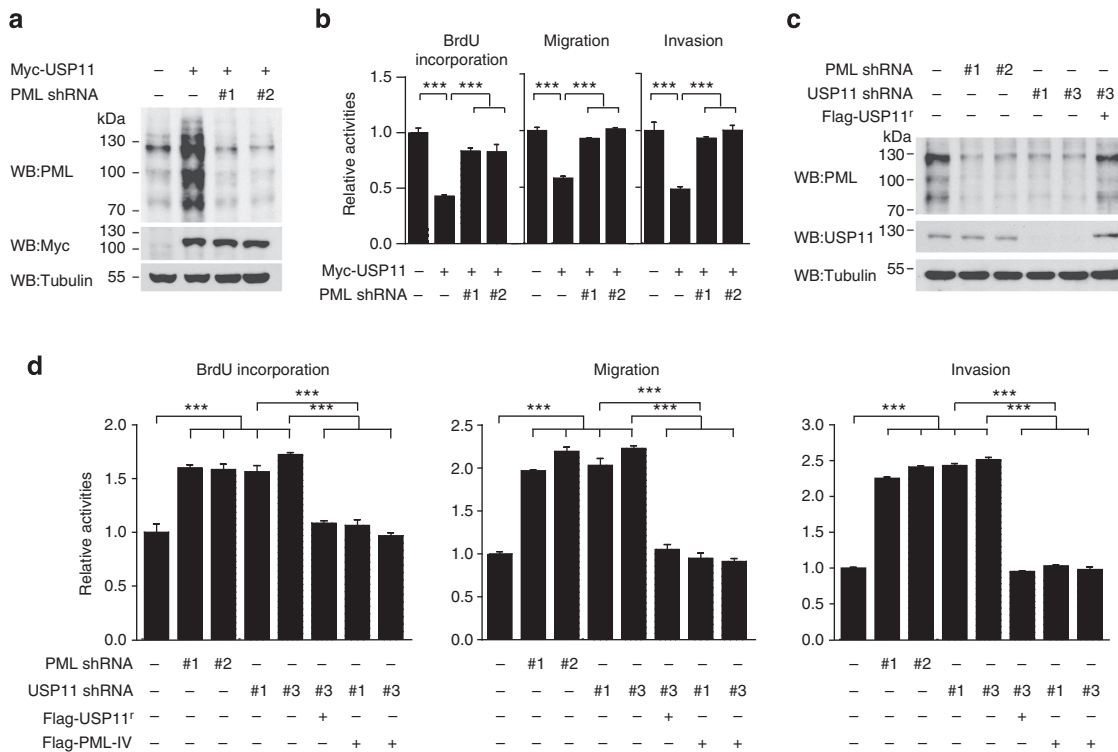 a
Myc-USP11 – + + +
PML shRNA – – #1 #2
kDa
130
WB:PML 100
70
130
WB:Myc 100
WB:Tubulin 55
b
BrdU incorporation Migration Invasion
*** *** *** *** *** ***
Relative activities
1.5
1.0
0.5
0.0
Myc-USP11 – + + + – + + + – + + +
PML shRNA – – #1 #2 – – #1 #2 – – #1 #2
c
PML shRNA – #1 #2 – – –
USP11 shRNA – – – #1 #3 #3
Flag-USP11r – – – – – +
kDa
130
WB:PML 100
70
WB:USP11 130
WB:Tubulin 55
d
BrdU incorporation
***
*** ***
Relative activities
2.0
1.5
1.0
0.5
0.0
Migration
***
*** ***
2.5
2.0
1.5
1.0
0.5
0.0
Invasion
***
*** ***
3.0
2.5
2.0
1.5
1.0
0.5
0.0
PML shRNA – #1 #2 – – – – – – #1 #2 – – – – – – #1 #2 – – – – –
USP11 shRNA – – – #1 #3 #3 #1 #3 – – – #1 #3 #3 #1 #3 – – – #1 #3 #3 #1 #3
Flag-USP11r – – – – – + – – – – – – – + – – – – – – – + – –
Flag-PML-IV – – – – – – + + – – – – – – + + – – – – – – + +